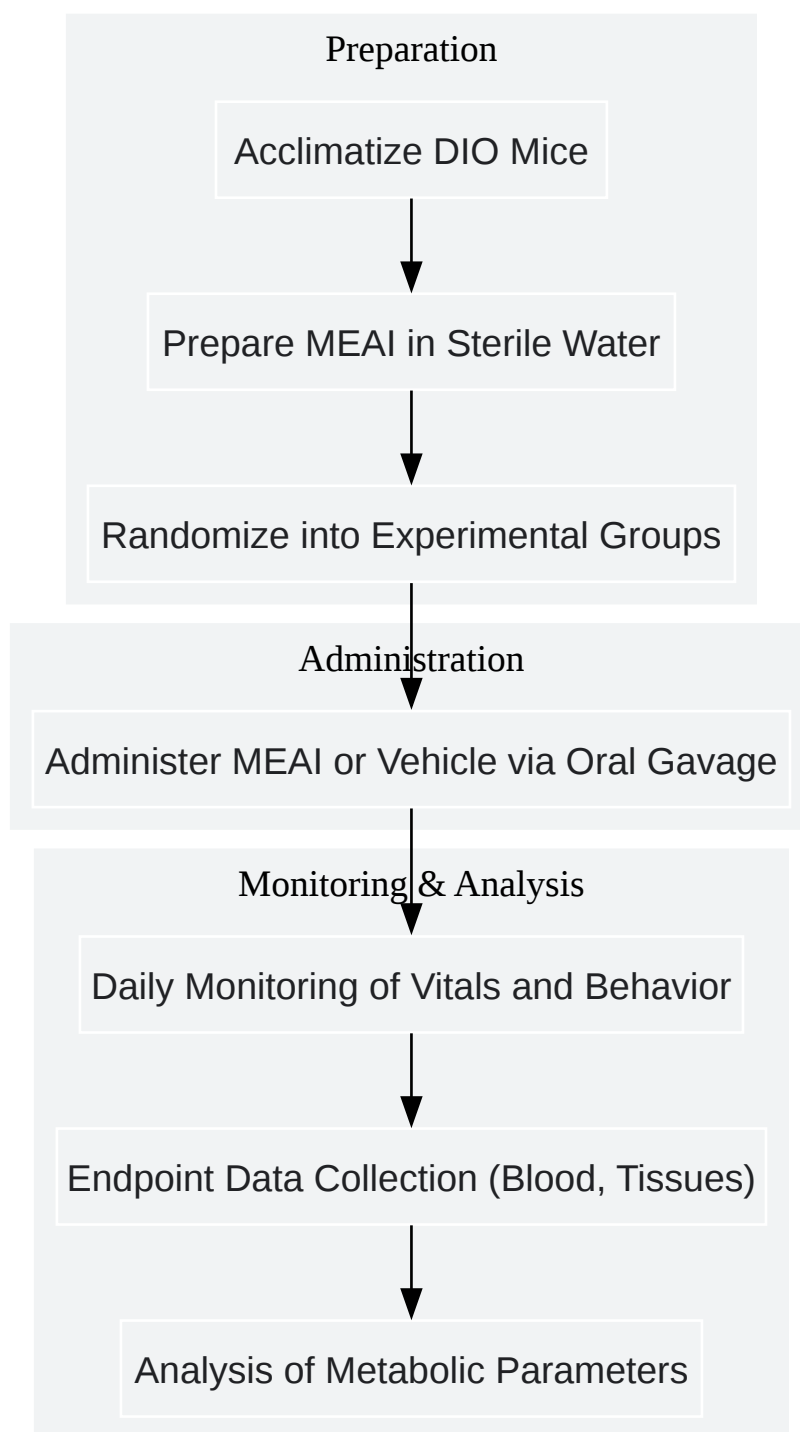 Preparation
Acclimatize DIO Mice
Prepare MEAI in Sterile Water
Randomize into Experimental Groups
Administration
Administer MEAI or Vehicle via Oral Gavage
Monitoring & Analysis
Daily Monitoring of Vitals and Behavior
Endpoint Data Collection (Blood, Tissues)
Analysis of Metabolic Parameters